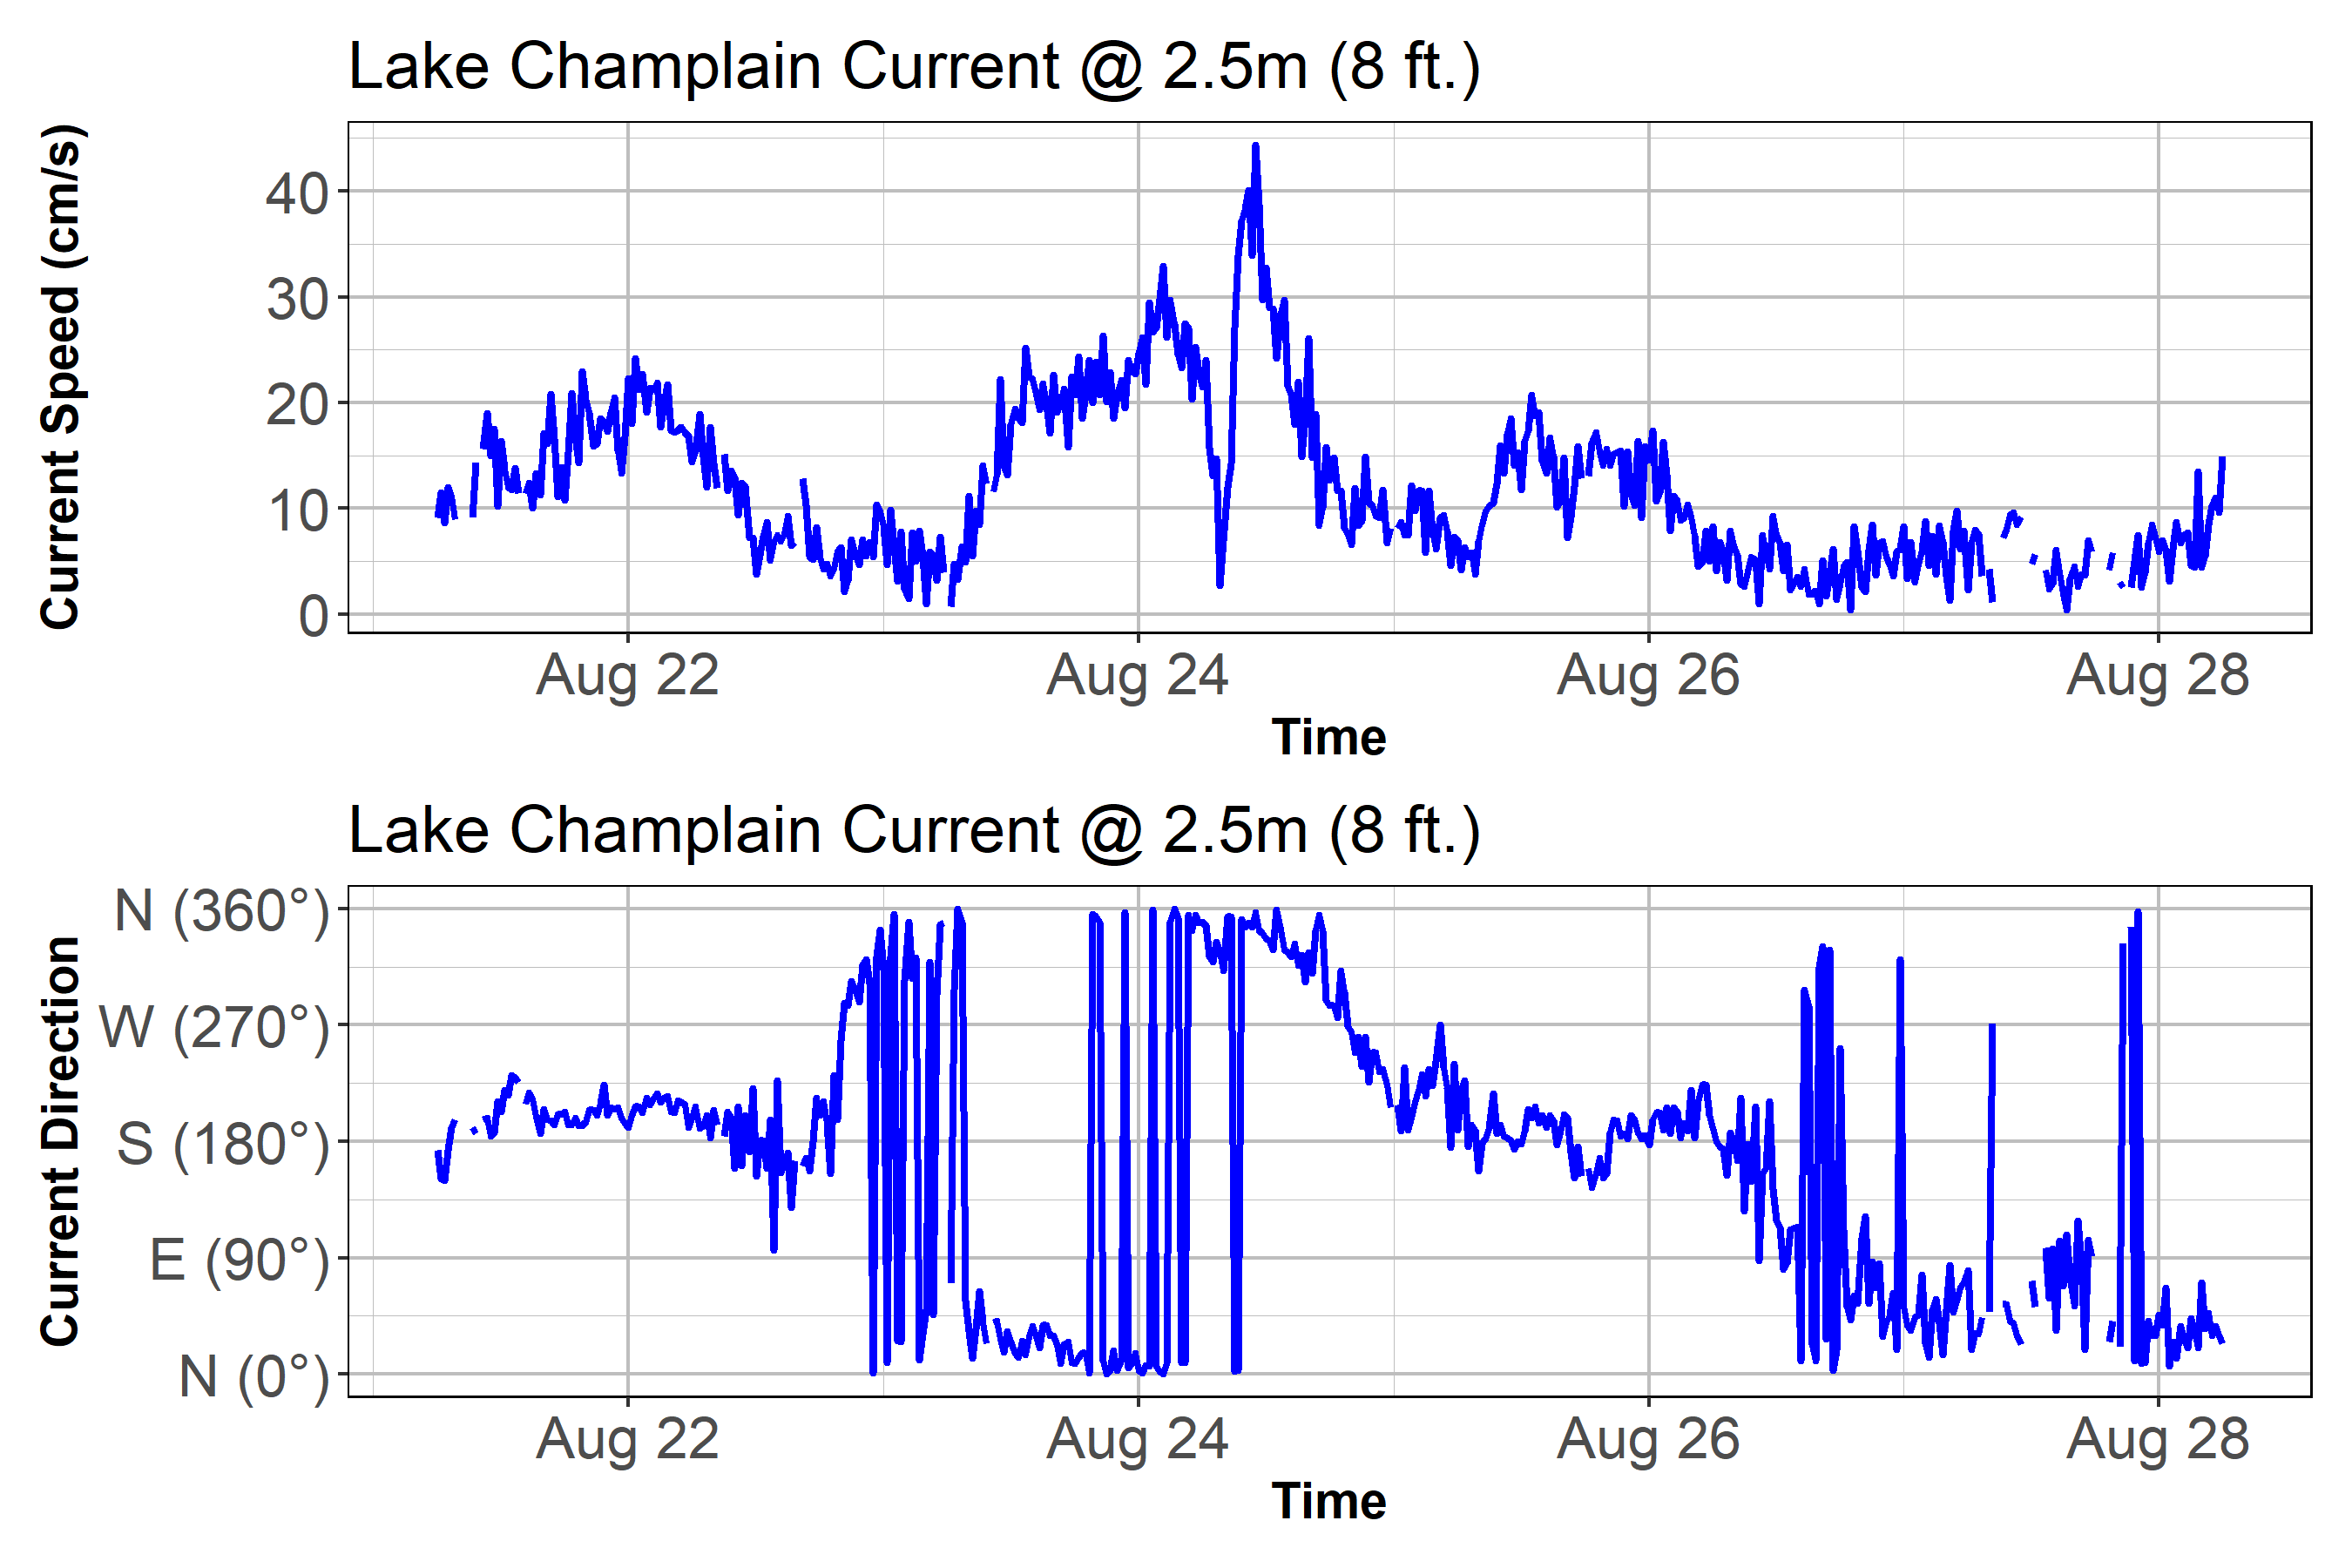 Lake Champlain Current @ 2.5m (8 ft.)
Current Speed (cm/s)
40
30
20
10
0
Aug 22 Aug 24 Aug 26 Aug 28
Time
Lake Champlain Current @ 2.5m (8 ft.)
Current Direction
N (360°)
W (270°)
S (180°)
E (90°)
N (0°)
Aug 22 Aug 24 Aug 26 Aug 28
Time